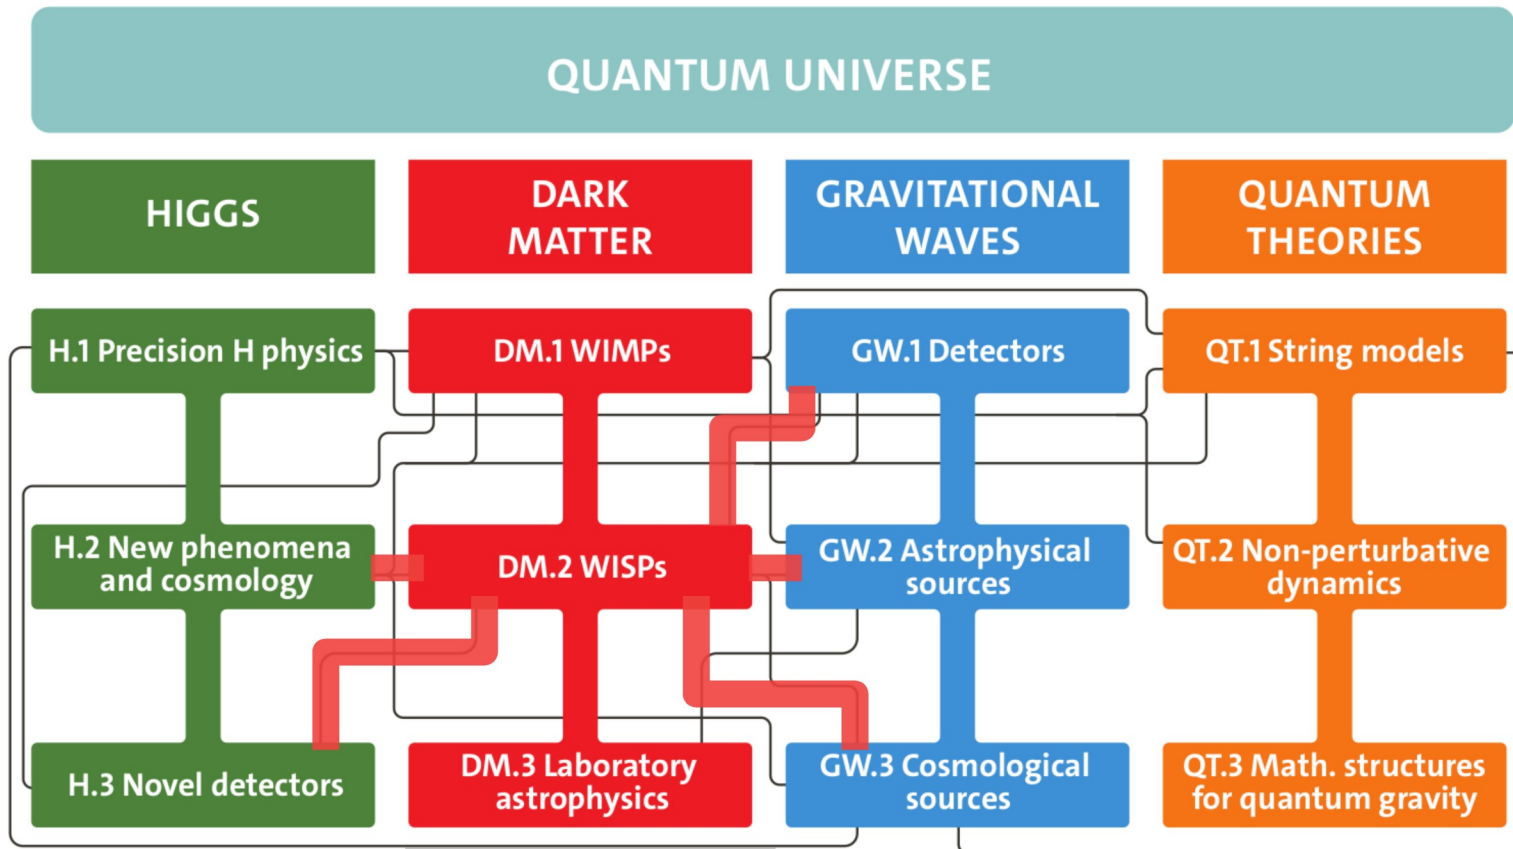 QUANTUM UNIVERSE
HIGGS
DARK
MATTER
GRAVITATIONAL
WAVES
QUANTUM
THEORIES
H.1 Precision H physics
DM.1 WIMPs
GW.1 Detectors
QT.1 String models
H.2 New phenomena
and cosmology
DM.2 WISPs
GW.2 Astrophysical
sources
QT.2 Non-perturbative
dynamics
H.3 Novel detectors
DM.3 Laboratory
astrophysics
GW.3 Cosmological
sources
QT.3 Math. structures
for quantum gravity